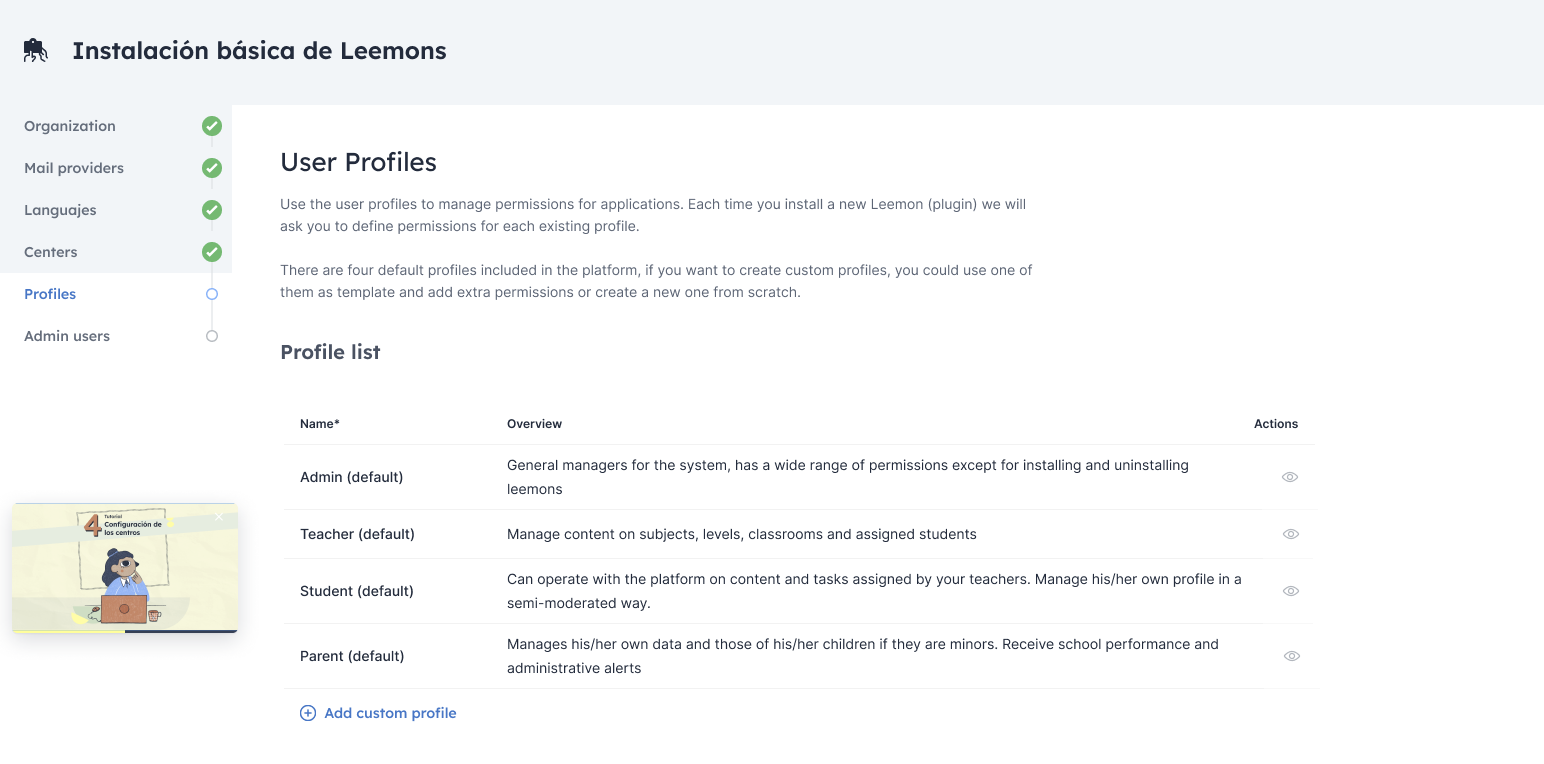 Instalación básica de Leemons
Organization
Mail providers
Languajes
Centers
Profiles
Admin users
User Profiles
Use the user profiles to manage permissions for applications. Each time you install a new Leemon (plugin) we will
ask you to define permissions for each existing profile.
There are four default profiles included in the platform, if you want to create custom profiles, you could use one of
them as template and add extra permissions or create a new one from scratch.
Profile list
Name* Overview Actions
Admin (default) General managers for the system, has a wide range of permissions except for installing and uninstalling
leemons
Teacher (default) Manage content on subjects, levels, classrooms and assigned students
Student (default) Can operate with the platform on content and tasks assigned by your teachers. Manage his/her own profile in a
semi-moderated way.
Parent (default) Manages his/her own data and those of his/her children if they are minors. Receive school performance and
administrative alerts
Add custom profile
4
Tutorial
Configuración de
los centros